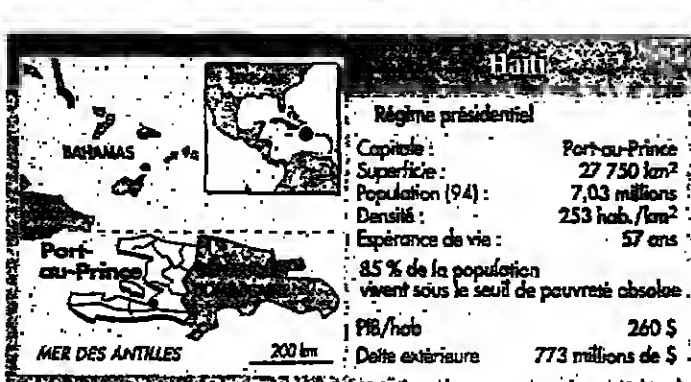 Haïti
BAHAMAS
Port-
au-Prince
MER DES ANTILLES
200 km
Régime présidentiel
Capitale : Port-au-Prince
Superficie : 27 750 km²
Population (94) : 7,03 millions
Densité : 253 hab./km²
Espérance de vie : 57 ans
85 % de la population
vivent sous le seuil de pauvreté absolue
PIB/hab 260 $
Dette extérieure 773 millions de $